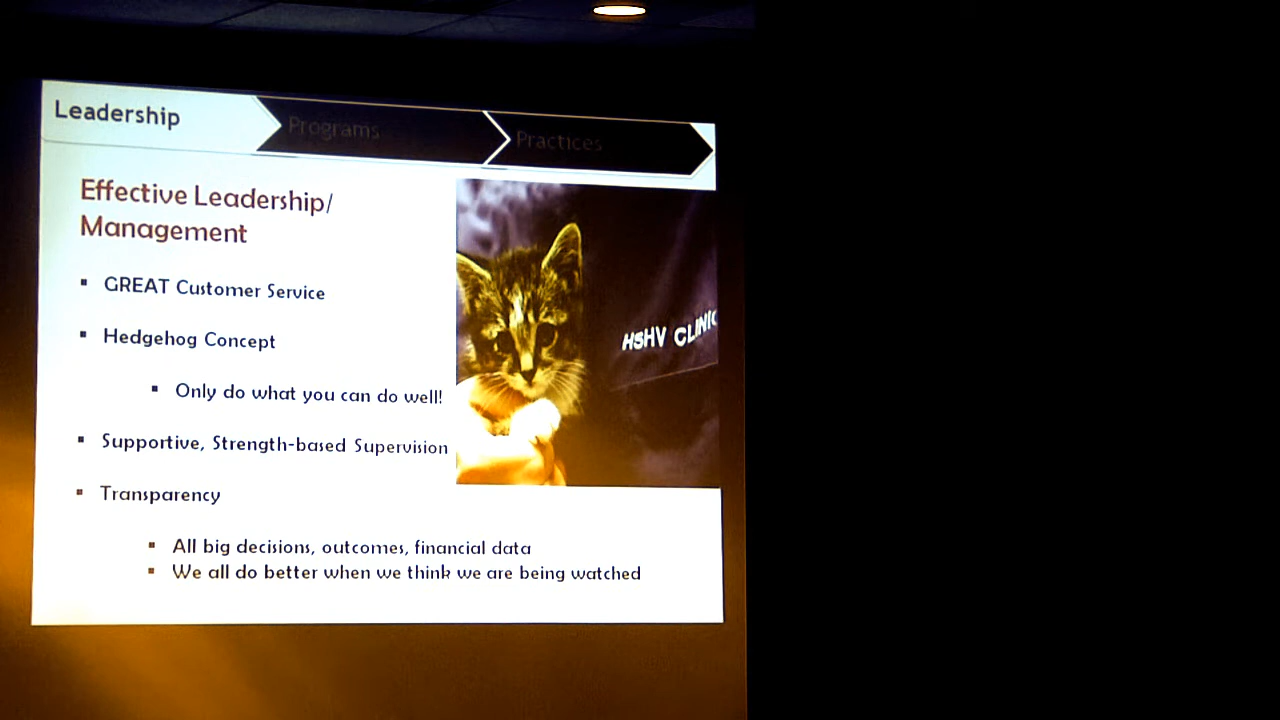 Leadership
Programs
Practices
Effective Leadership/
Management
GREAT Customer Service
Hedgehog Concept
Only do what you can do well!
HSHV CLINIC
Supportive, Strength-based Supervision
Transparency
All big decisions, outcomes, financial data
We all do better when we think we are being watched